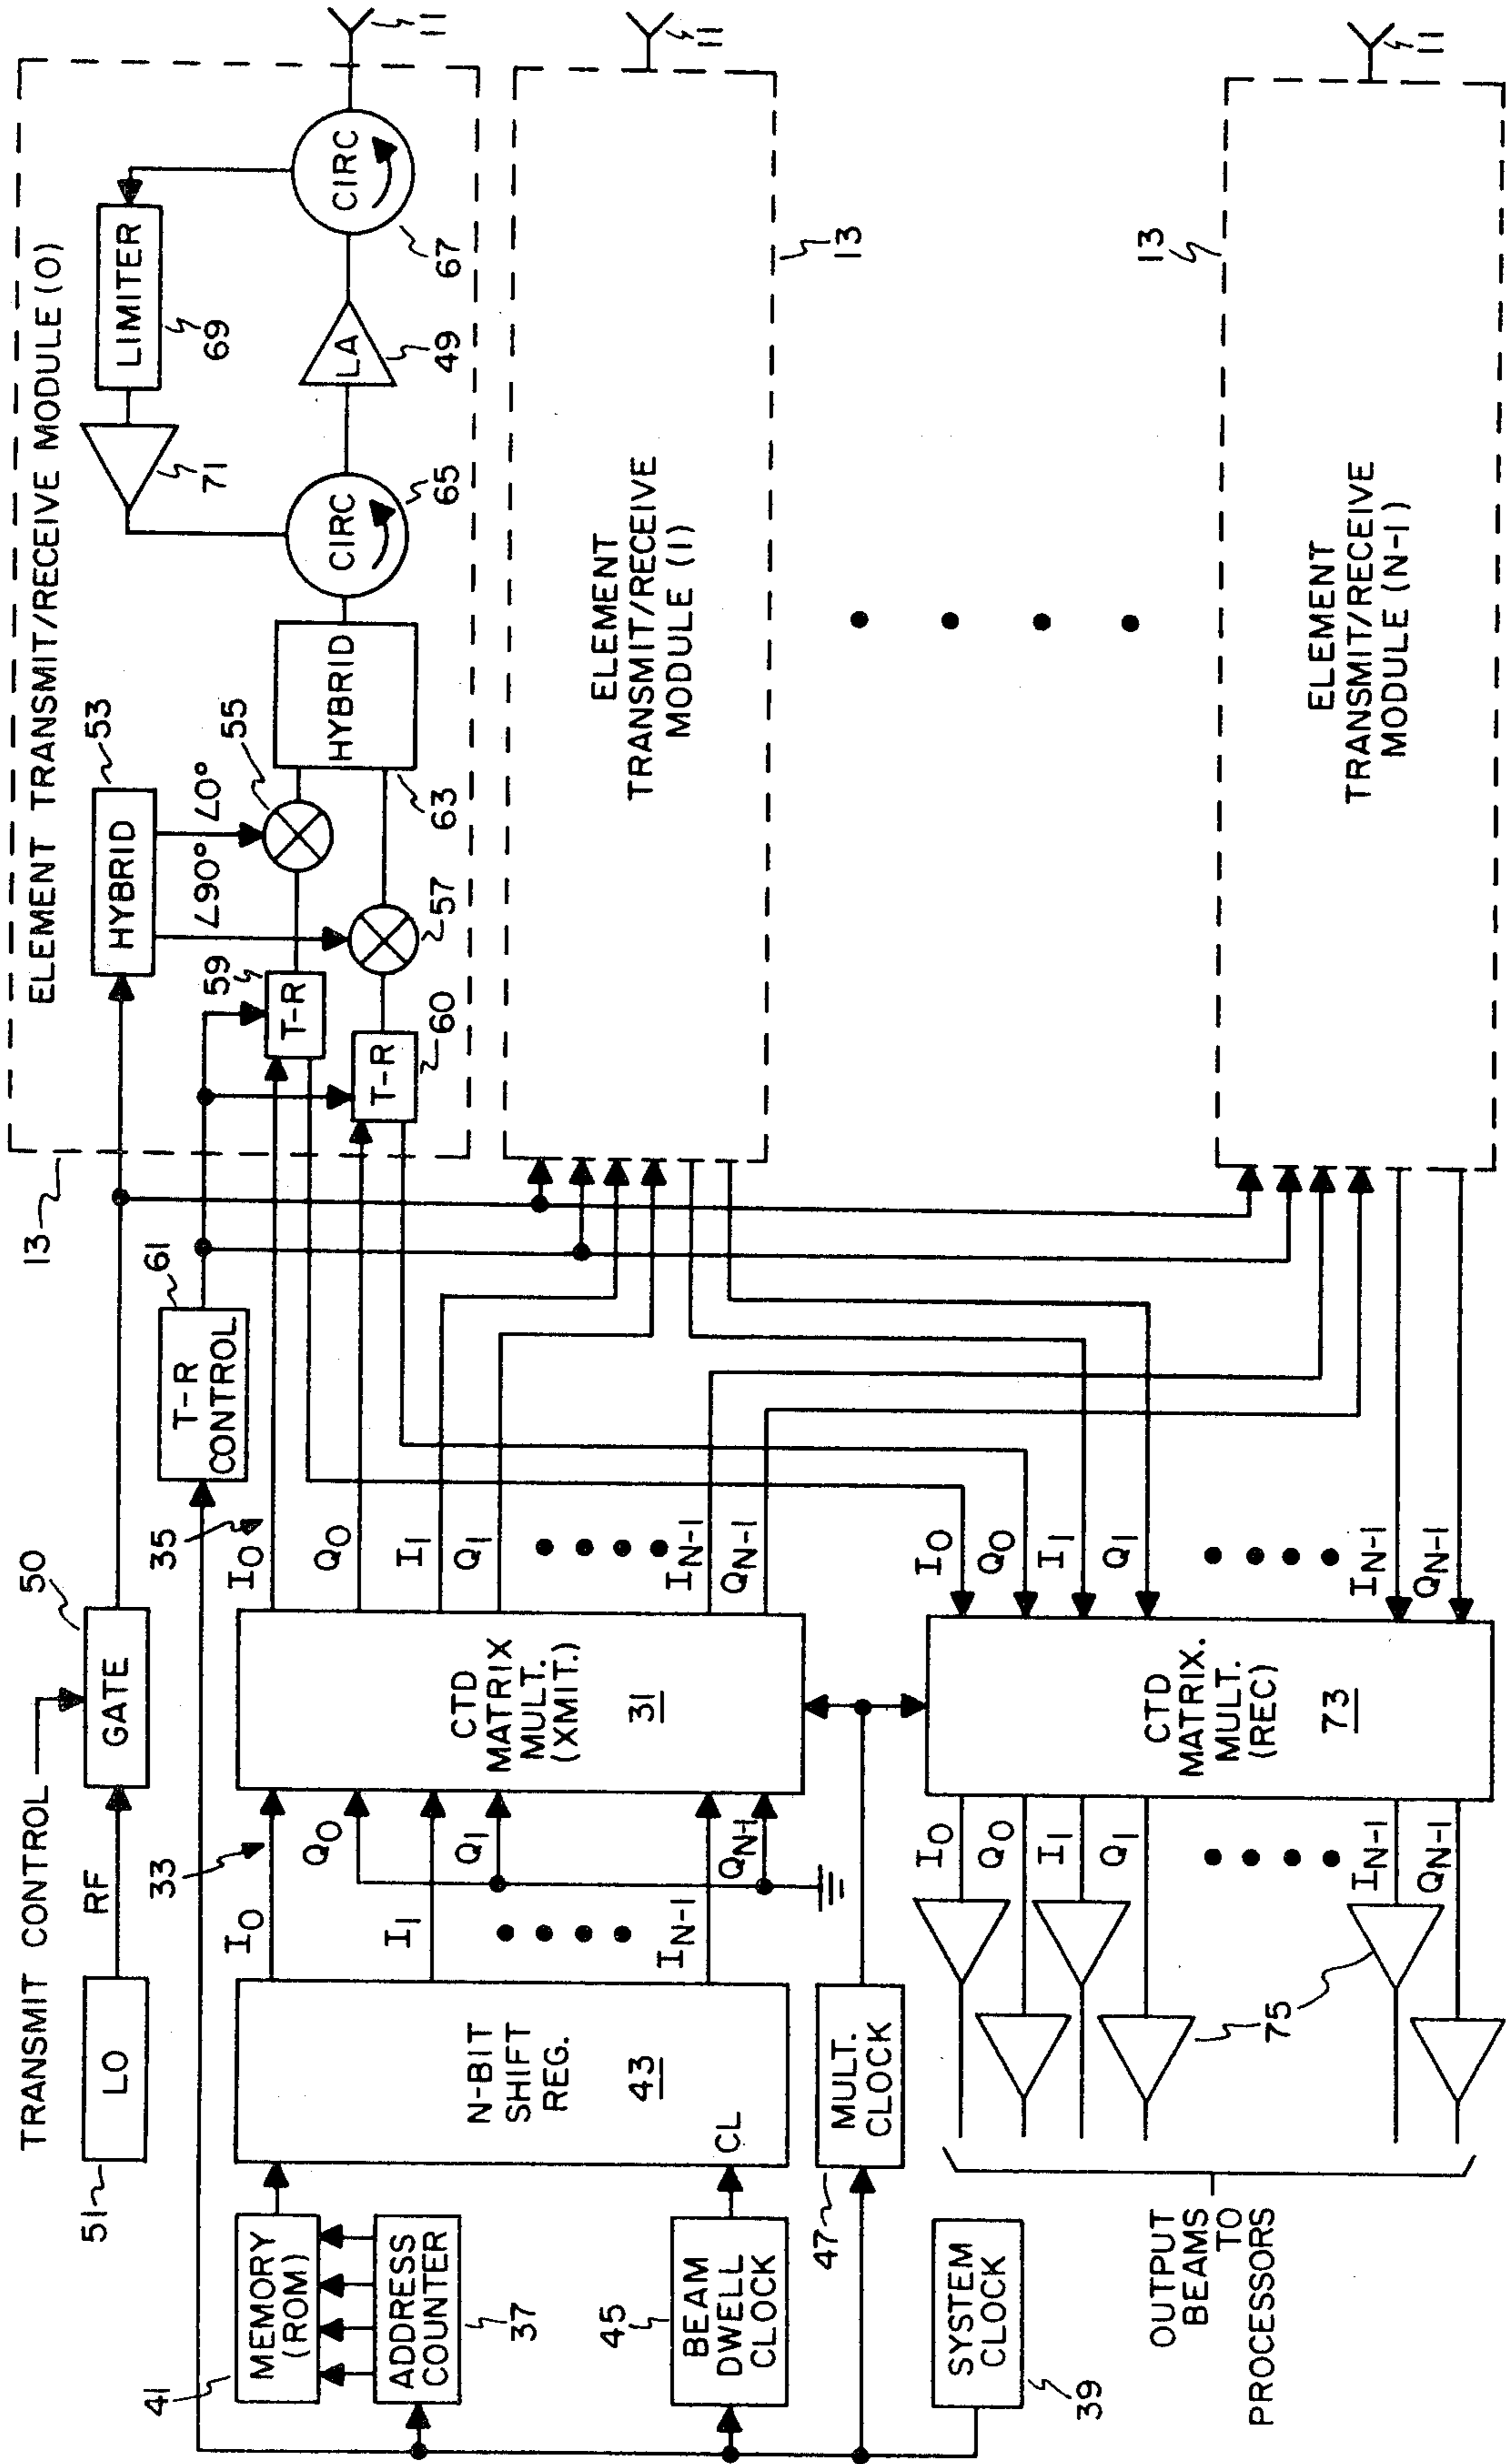 TRANSMIT CONTROL
51
LO
RF
50
GATE
41
MEMORY
(ROM)
ADDRESS
COUNTER
37
45
BEAM
DWELL
CLOCK
SYSTEM
CLOCK
39
N-BIT
SHIFT
REG.
43
CL
47
MULT.
CLOCK
33
I0
Q0
I1
Q1
IN-1
QN-1
CTD
MATRIX
MULT.
(XMIT.)
31
35
I0
Q0
I1
Q1
IN-1
QN-1
T-R
CONTROL
61
CTD
MATRIX.
MULT.
(REC)
73
I0
Q0
I1
Q1
IN-1
QN-1
I0
Q0
I1
Q1
IN-1
QN-1
75
OUTPUT
BEAMS
TO
PROCESSORS
13
ELEMENT TRANSMIT/RECEIVE MODULE (0)
HYBRID
53
∠90°
∠0°
55
57
T-R
59
T-R
60
HYBRID
63
CIRC
65
LA
49
CIRC
67
LIMITER
69
71
11
ELEMENT
TRANSMIT/RECEIVE
MODULE (1)
13
11
ELEMENT
TRANSMIT/RECEIVE
MODULE (N-1)
13
11